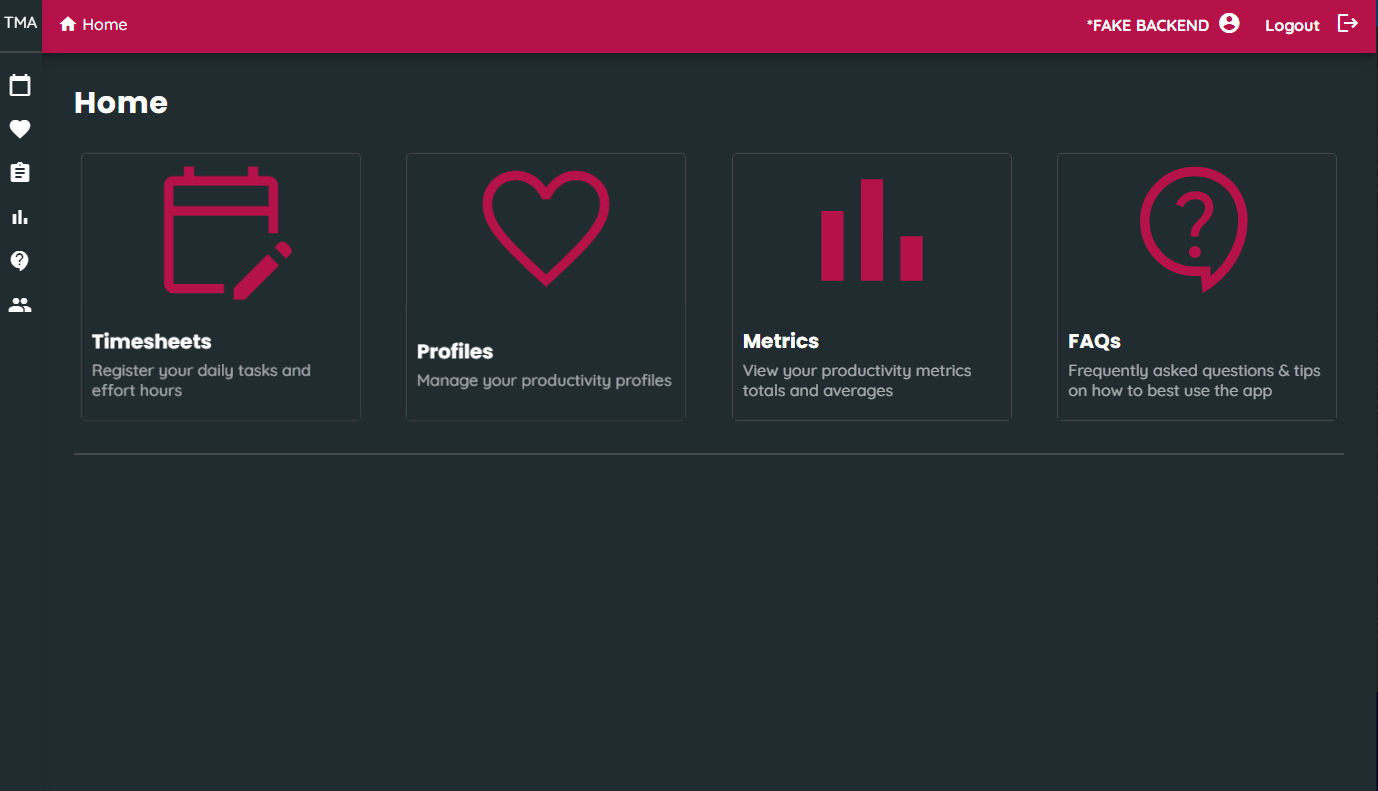 TMA
Home
*FAKE BACKEND
Logout
Home
Timesheets
Register your daily tasks and
effort hours
Profiles
Manage your productivity profiles
Metrics
View your productivity metrics
totals and averages
FAQs
Frequently asked questions & tips
on how to best use the app